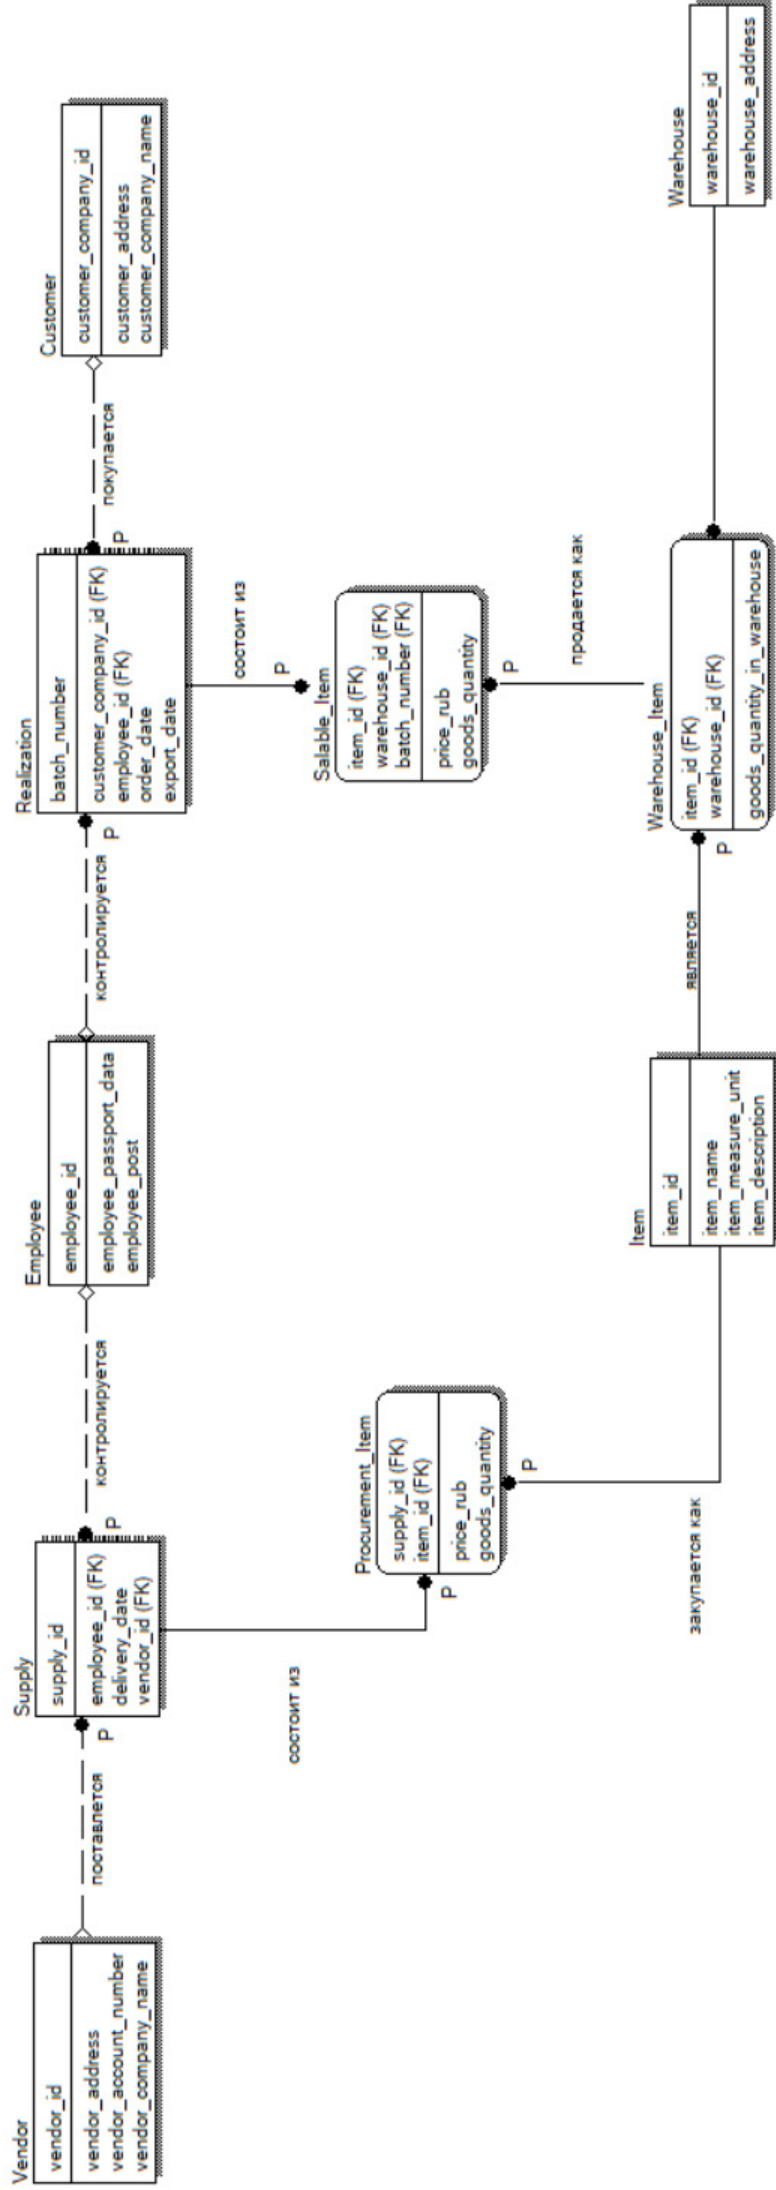 Vendor
vendor_id
vendor_address
vendor_account_number
vendor_company_name
поставлется
P
Supply
supply_id
employee_id (FK)
delivery_date
vendor_id (FK)
P
контролируется
Employee
employee_id
employee_passport_data
employee_post
контролируется
P
Realization
batch_number
customer_company_id (FK)
employee_id (FK)
order_date
export_date
P
покупается
Customer
customer_company_id
customer_address
customer_company_name
состоит из
P
Procurement_Item
supply_id (FK)
item_id (FK)
price_rub
goods_quantity
P
закупается как
состоит из
P
Salable_Item
item_id (FK)
warehouse_id (FK)
batch_number (FK)
price_rub
goods_quantity
P
продается как
Item
item_id
item_name
item_measure_unit
item_description
является
P
Warehouse_Item
item_id (FK)
warehouse_id (FK)
goods_quantity_in_warehouse
Warehouse
warehouse_id
warehouse_address